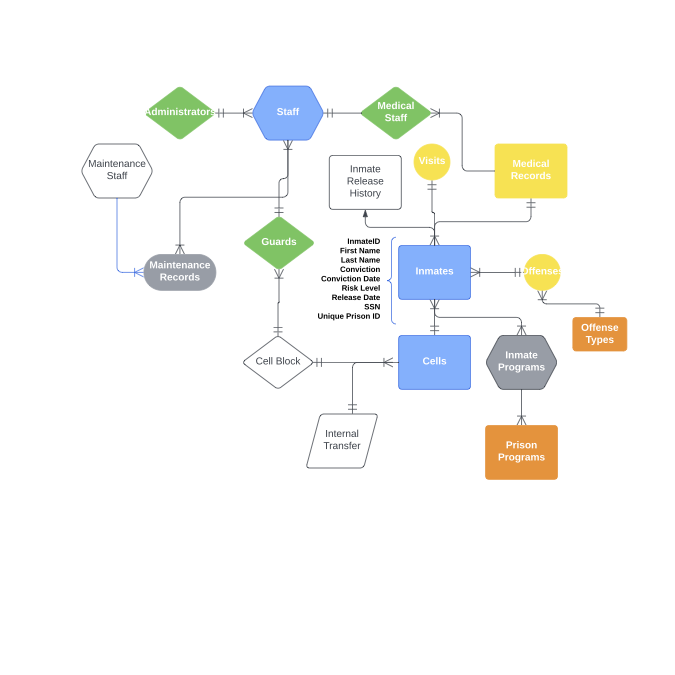 Administrators
Staff
Medical
Staff
Maintenance
Staff
Inmate
Release
History
Visits
Medical
Records
Guards
Maintenance
Records
InmateID
First Name
Last Name
Conviction
Conviction Date
Risk Level
Release Date
SSN
Unique Prison ID
Inmates
Offenses
Offense
Types
Cell Block
Cells
Inmate
Programs
Internal
Transfer
Prison
Programs